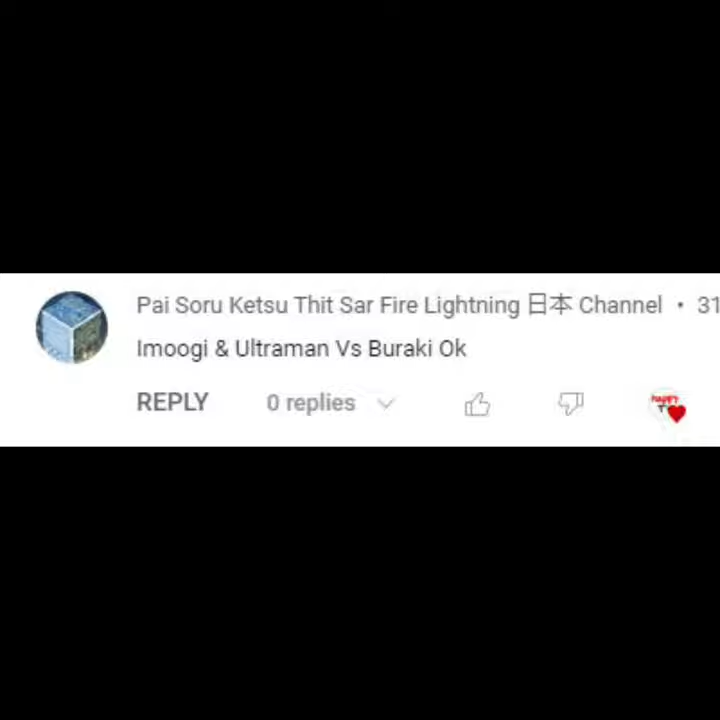 Pai Soru Ketsu Thit Sar Fire Lightning 日本 Channel • 31
Imoogi & Ultraman Vs Buraki Ok
REPLY 0 replies
HAPPY